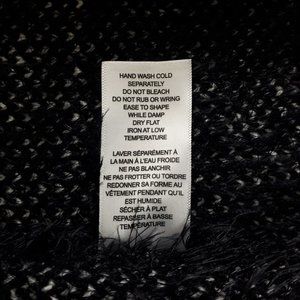 HAND WASH COLD
SEPARATELY
DO NOT BLEACH
DO NOT RUB OR WRING
EASE TO SHAPE
WHILE DAMP
DRY FLAT
IRON AT LOW
TEMPERATURE
LAVER SÉPARÉMENT À
LA MAIN À L'EAU FROIDE
NE PAS BLANCHIR
NE PAS FROTTER OU TORDRE
REDONNER SA FORME AU
VÊTEMENT PENDANT QU'IL
EST HUMIDE
SÉCHER À PLAT
REPASSER À BASSE
TEMPÉRATURE